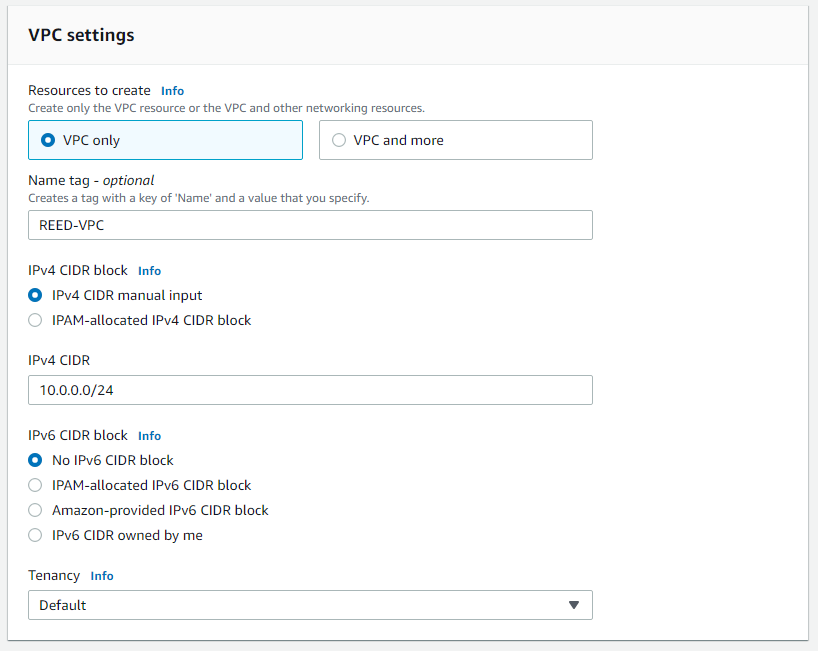 VPC settings
Resources to create Info
Create only the VPC resource or the VPC and other networking resources.
VPC only
VPC and more
Name tag - optional
Creates a tag with a key of 'Name' and a value that you specify.
REED-VPC
IPv4 CIDR block Info
IPv4 CIDR manual input
IPAM-allocated IPv4 CIDR block
IPv4 CIDR
10.0.0.0/24
IPv6 CIDR block Info
No IPv6 CIDR block
IPAM-allocated IPv6 CIDR block
Amazon-provided IPv6 CIDR block
IPv6 CIDR owned by me
Tenancy Info
Default